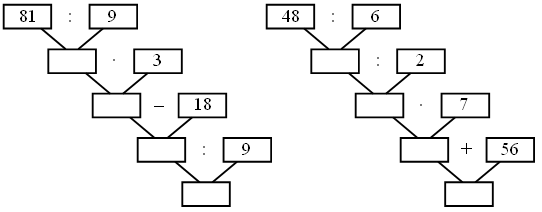 81 : 9 48 : 6
· 3 : 2
– 18 · 7
: 9 + 56